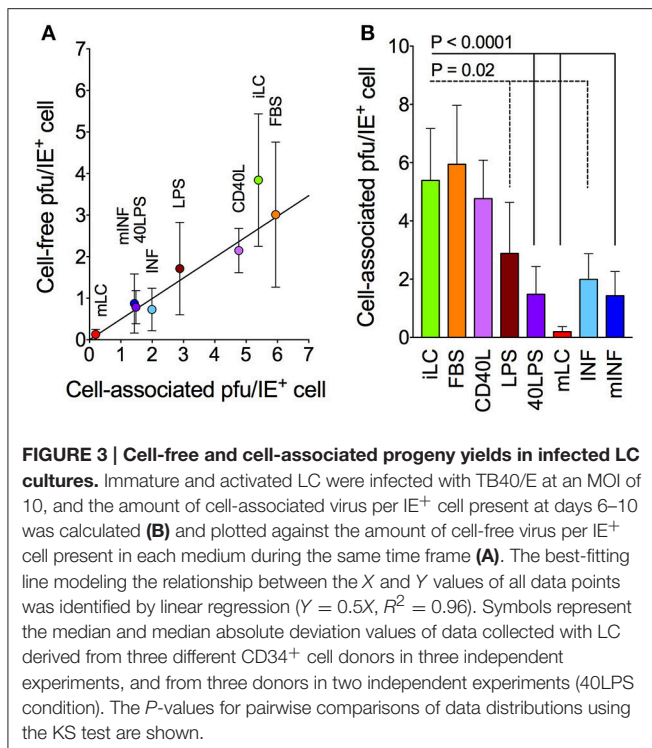 A
B
Cell-free pfu/IE⁺ cell
7
6
5
4
3
2
1
0
mLC
mINF
40LPS
INF
LPS
CD40L
iLC
FBS
0 1 2 3 4 5 6 7
Cell-associated pfu/IE⁺ cell
Cell-associated pfu/IE⁺ cell
10
8
6
4
2
0
P < 0.0001
P = 0.02
iLC
FBS
CD40L
LPS
40LPS
mLC
INF
mINF
FIGURE 3 | Cell-free and cell-associated progeny yields in infected LC
cultures. Immature and activated LC were infected with TB40/E at an MOI of
10, and the amount of cell-associated virus per IE⁺ cell present at days 6–10
was calculated (B) and plotted against the amount of cell-free virus per IE⁺
cell present in each medium during the same time frame (A). The best-fitting
line modeling the relationship between the X and Y values of all data points
was identified by linear regression (Y = 0.5X, R² = 0.96). Symbols represent
the median and median absolute deviation values of data collected with LC
derived from three different CD34⁺ cell donors in three independent
experiments, and from three donors in two independent experiments (40LPS
condition). The P-values for pairwise comparisons of data distributions using
the KS test are shown.